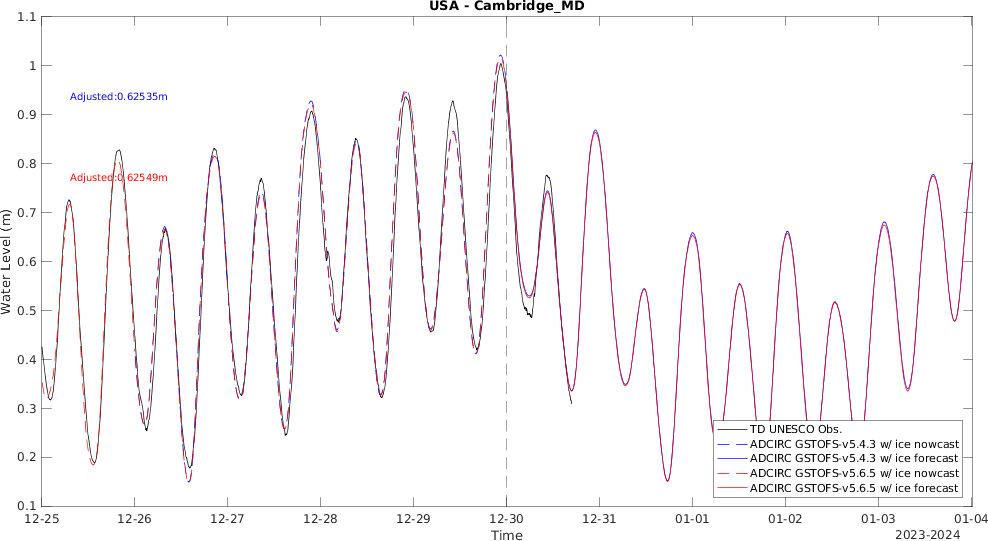 USA - Cambridge_MD
1.1
1
0.9
0.8
0.7
0.6
0.5
0.4
0.3
0.2
0.1
Water Level (m)
Adjusted:0.62535m
Adjusted:0.62549m
TD UNESCO Obs.
ADCIRC GSTOFS-v5.4.3 w/ ice nowcast
ADCIRC GSTOFS-v5.4.3 w/ ice forecast
ADCIRC GSTOFS-v5.6.5 w/ ice nowcast
ADCIRC GSTOFS-v5.6.5 w/ ice forecast
12-25 12-26 12-27 12-28 12-29 12-30 12-31 01-01 01-02 01-03 01-04
Time
2023-2024